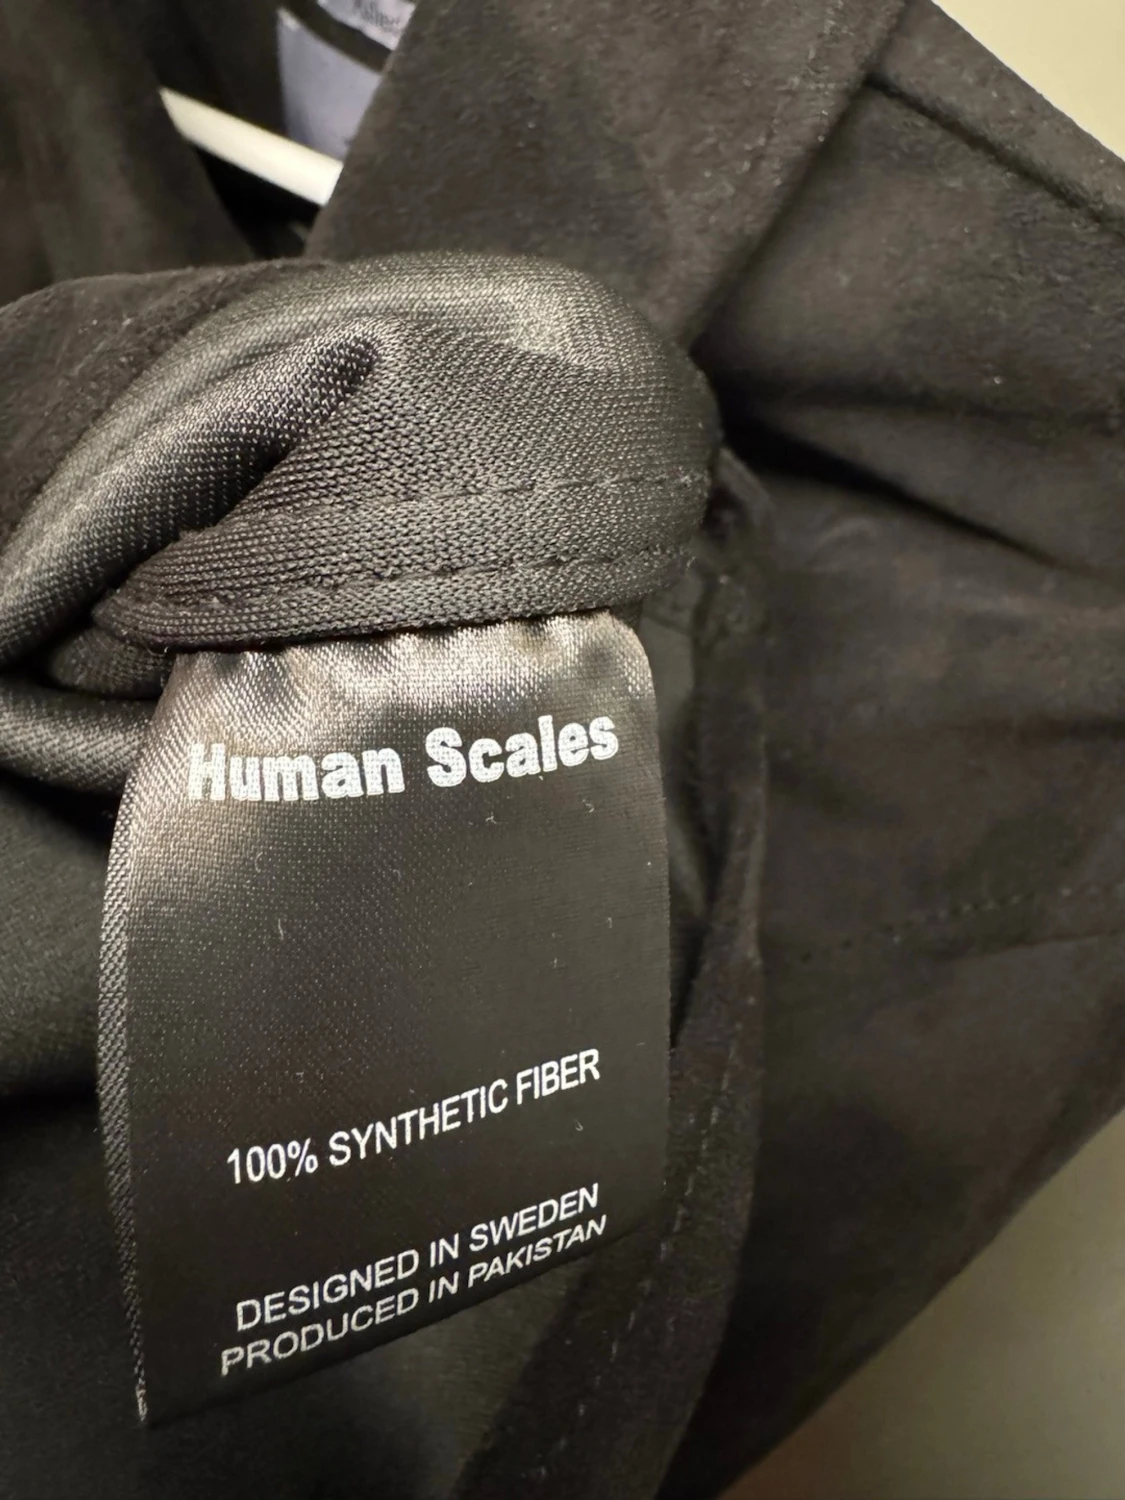 Human Scales
100% SYNTHETIC FIBER
DESIGNED IN SWEDEN
PRODUCED IN PAKISTAN